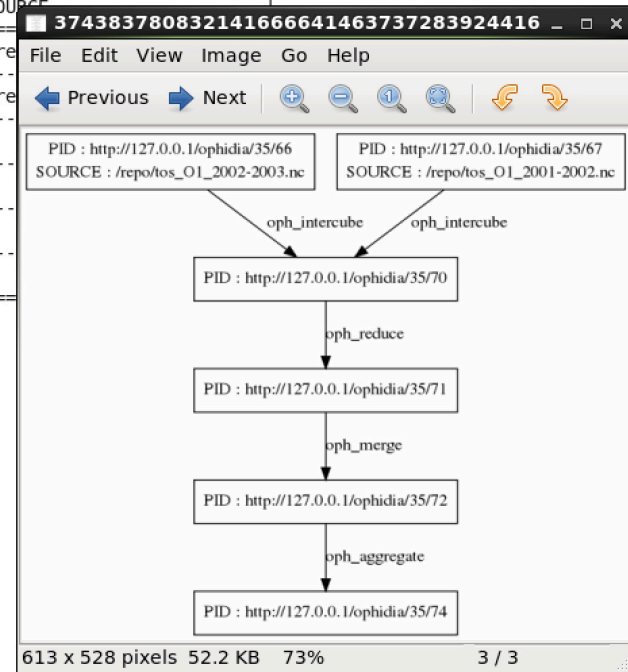 OURCE
37438378083214166664146373728392​4416
File Edit View Image Go Help
Previous Next
PID : http://127.0.0.1/ophidia/35/66
SOURCE : /repo/tos_O1_2002-2003.nc
PID : http://127.0.0.1/ophidia/35/67
SOURCE : /repo/tos_O1_2001-2002.nc
oph_intercube oph_intercube
PID : http://127.0.0.1/ophidia/35/70
oph_reduce
PID : http://127.0.0.1/ophidia/35/71
oph_merge
PID : http://127.0.0.1/ophidia/35/72
oph_aggregate
PID : http://127.0.0.1/ophidia/35/74
613 x 528 pixels 52.2 KB 73% 3 / 3